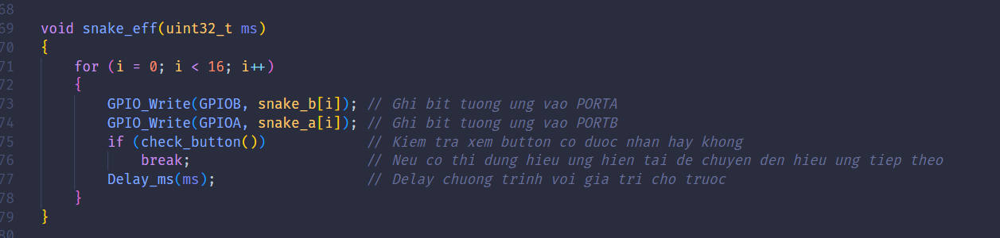 68
69 void snake_eff(uint32_t ms)
70 {
71 for (i = 0; i < 16; i++)
72 {
73 GPIO_Write(GPIOB, snake_b[i]); // Ghi bit tuong ung vao PORTA
74 GPIO_Write(GPIOA, snake_a[i]); // Ghi bit tuong ung vao PORTB
75 if (check_button()) // Kiem tra xem button co duoc nhan hay khong
76 break; // Neu co thi dung hieu ung hien tai de chuyen den hieu ung tiep theo
77 Delay_ms(ms); // Delay chuong trinh voi gia tri cho truoc
78 }
79 }
80